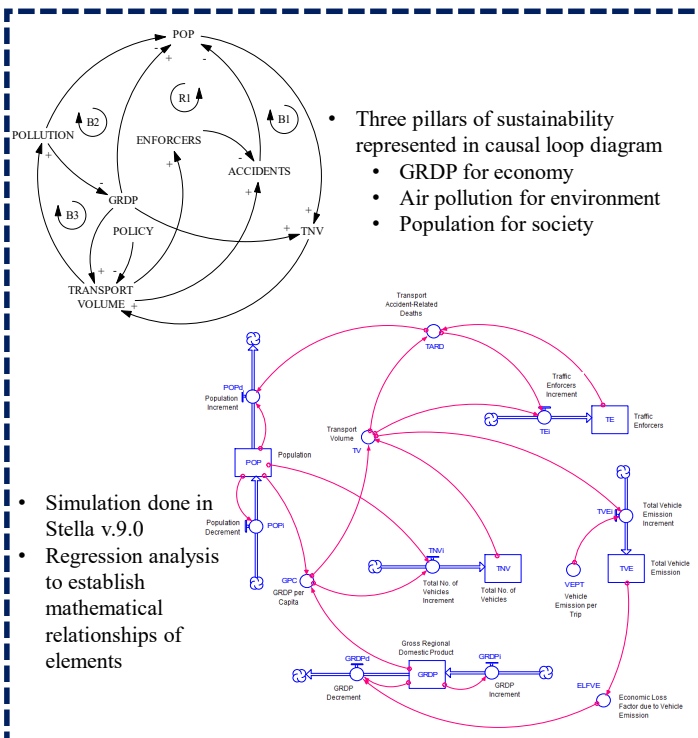 POP
+
-
-
R1
B1
B2
POLLUTION
+
ENFORCERS
+
-
ACCIDENTS
+
-
GRDP
B3
POLICY
+
+
TNV
+
-
TRANSPORT
VOLUME
+
• Three pillars of sustainability
represented in causal loop diagram
• GRDP for economy
• Air pollution for environment
• Population for society
Transport
Accident-Related
Deaths
TARD
POPd
Population
Increment
Traffic
Enforcers
Increment
TEi
TE
Traffic
Enforcers
Transport
Volume
TV
Population
POP
• Simulation done in
Stella v.9.0
• Regression analysis
to establish
mathematical
relationships of
elements
Population
Decrement
POPi
TVEi
Total Vehicle
Emission
Increment
TNVi
Total No. of
Vehicles
Increment
TNV
Total No. of
Vehicles
GPC
GRDP per
Capita
VEPT
Vehicle
Emission per
Trip
TVE
Total Vehicle
Emission
Gross Regional
Domestic Product
GRDPd
GRDP
Decrement
GRDP
GRDPi
GRDP
Increment
ELFVE
Economic Loss
Factor due to Vehicle
Emission